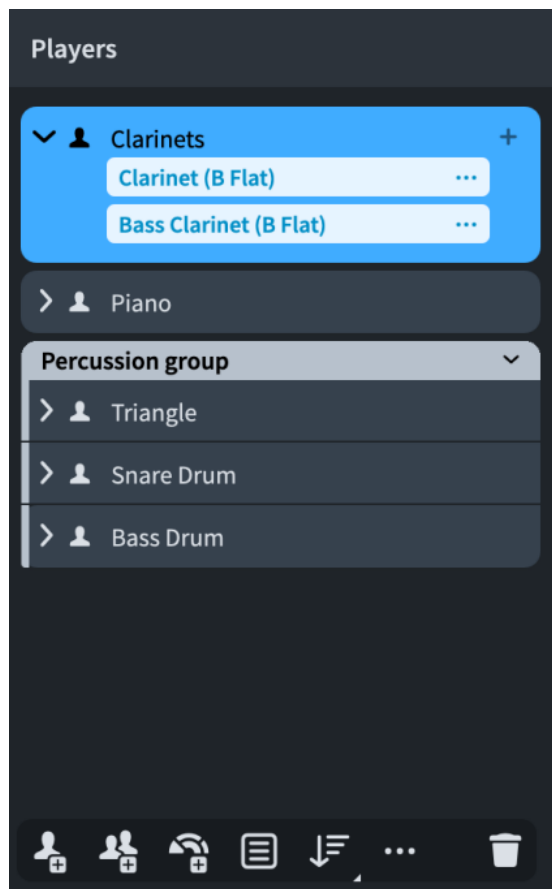 Players
Clarinets
Clarinet (B Flat)
Bass Clarinet (B Flat)
Piano
Percussion group
Triangle
Snare Drum
Bass Drum